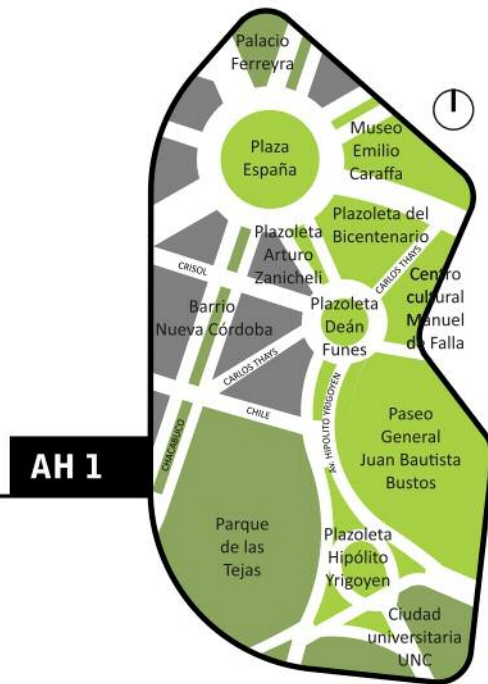 Palacio
Ferreyra
Plaza
España
Museo
Emilio
Caraffa
Plazoleta del
Bicentenario
Plazoleta
Arturo
Zanicheli
CARLOS THAYS
Centro
cultural
Manuel
de Falla
CRISOL
Plazoleta
Deán
Funes
Barrio
Nueva Córdoba
CARLOS THAYS
CHILE
AV. HIPOLITO YRIGOYEN
CHACABUCO
Paseo
General
Juan Bautista
Bustos
AH 1
Parque
de las
Tejas
Plazoleta
Hipólito
Yrigoyen
Ciudad
universitaria
UNC